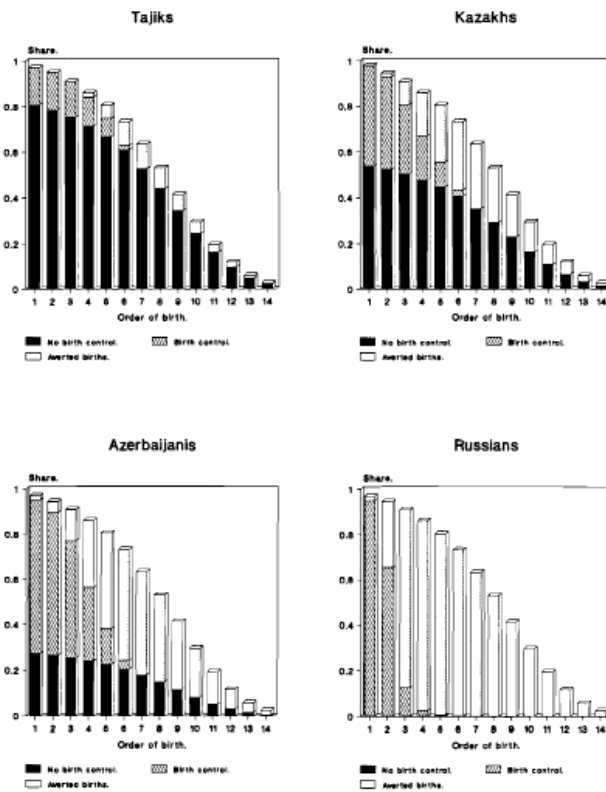 Tajiks
Share.
1
0.8
0.6
0.4
0.2
0
1 2 3 4 5 6 7 8 9 10 11 12 13 14
Order of birth.
No birth control. Birth control.
Averted births.
Kazakhs
Share.
1
0.8
0.6
0.4
0.2
0
1 2 3 4 5 6 7 8 9 10 11 12 13 14
Order of birth.
No birth control. Birth control.
Averted births.
Azerbaijanis
Share.
1
0.8
0.6
0.4
0.2
0
1 2 3 4 5 6 7 8 9 10 11 12 13 14
Order of birth.
No birth control. Birth control.
Averted births.
Russians
Share.
1
0.8
0.6
0.4
0.2
0
1 2 3 4 5 6 7 8 9 10 11 12 13 14
Order of birth.
No birth control. Birth control.
Averted births.